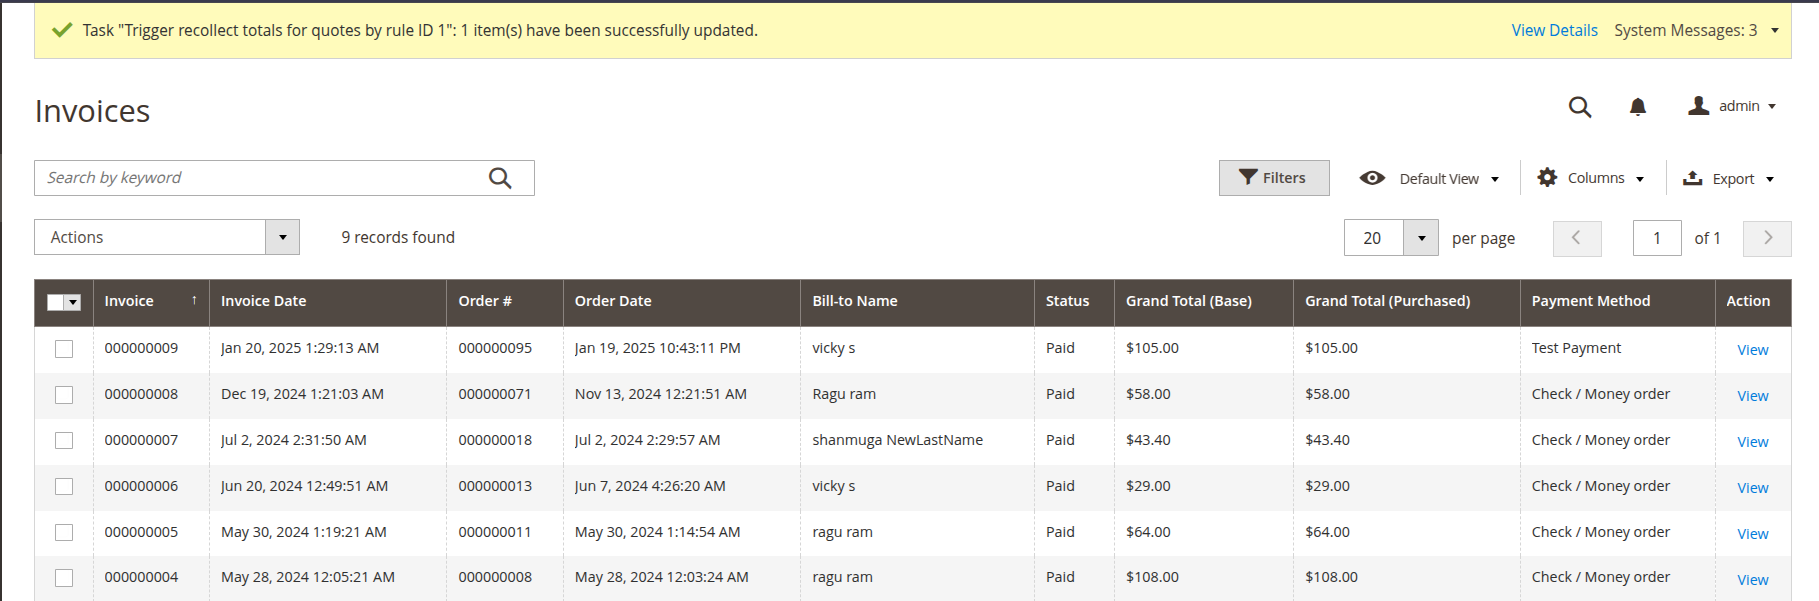 Task "Trigger recollect totals for quotes by rule ID 1": 1 item(s) have been successfully updated. View Details System Messages: 3
Invoices admin
Search by keyword Filters Default View Columns Export
Actions 9 records found 20 per page 1 of 1
Invoice ↑ Invoice Date Order # Order Date Bill-to Name Status Grand Total (Base) Grand Total (Purchased) Payment Method Action
000000009 Jan 20, 2025 1:29:13 AM 000000095 Jan 19, 2025 10:43:11 PM vicky s Paid $105.00 $105.00 Test Payment View
000000008 Dec 19, 2024 1:21:03 AM 000000071 Nov 13, 2024 12:21:51 AM Ragu ram Paid $58.00 $58.00 Check / Money order View
000000007 Jul 2, 2024 2:31:50 AM 000000018 Jul 2, 2024 2:29:57 AM shanmuga NewLastName Paid $43.40 $43.40 Check / Money order View
000000006 Jun 20, 2024 12:49:51 AM 000000013 Jun 7, 2024 4:26:20 AM vicky s Paid $29.00 $29.00 Check / Money order View
000000005 May 30, 2024 1:19:21 AM 000000011 May 30, 2024 1:14:54 AM ragu ram Paid $64.00 $64.00 Check / Money order View
000000004 May 28, 2024 12:05:21 AM 000000008 May 28, 2024 12:03:24 AM ragu ram Paid $108.00 $108.00 Check / Money order View